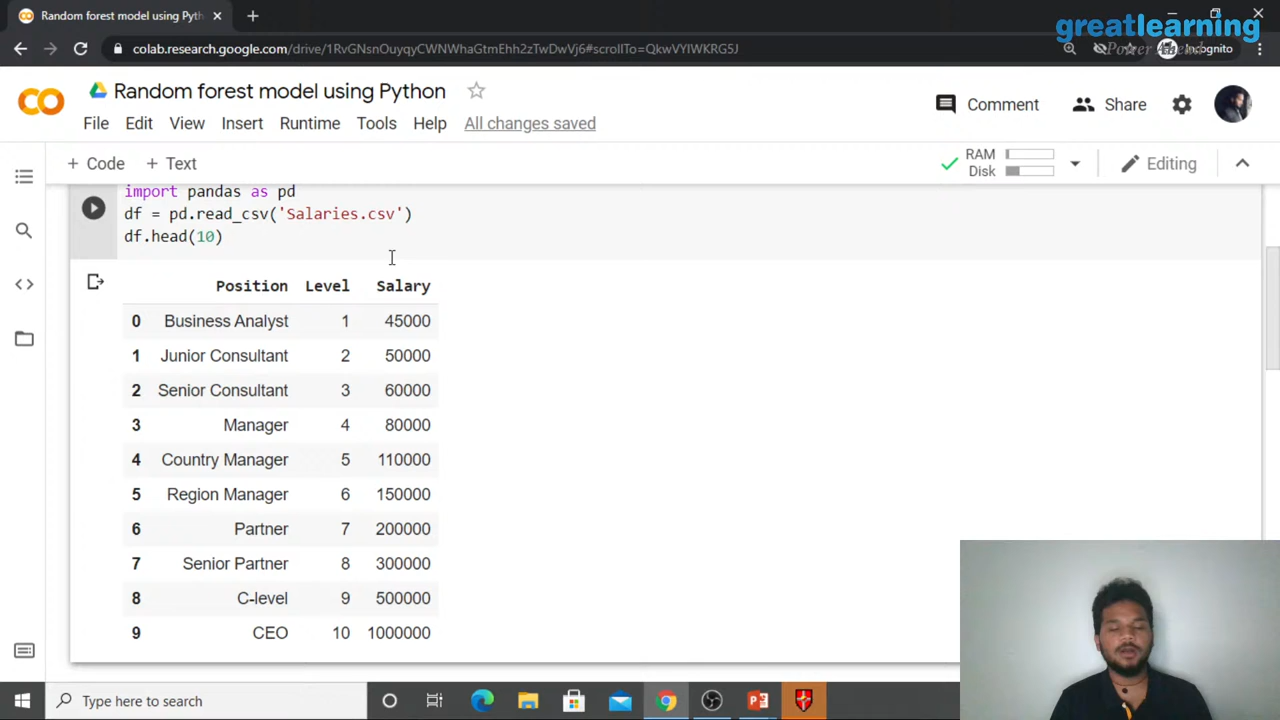 Random forest model using Pyth
greatlearning
Power Ahead
colab.research.google.com/drive/1RvGNsnOuyqyCWNWhaGtmEhh2zTwDwVj6#scrollTo=QkwVYIWKRG5J
Incognito
Random forest model using Python
File Edit View Insert Runtime Tools Help All changes saved
Comment Share
+ Code + Text
RAM
Disk
Editing
import pandas as pd
df = pd.read_csv('Salaries.csv')
df.head(10)
Position Level Salary
0 Business Analyst 1 45000
1 Junior Consultant 2 50000
2 Senior Consultant 3 60000
3 Manager 4 80000
4 Country Manager 5 110000
5 Region Manager 6 150000
6 Partner 7 200000
7 Senior Partner 8 300000
8 C-level 9 500000
9 CEO 10 1000000
Type here to search